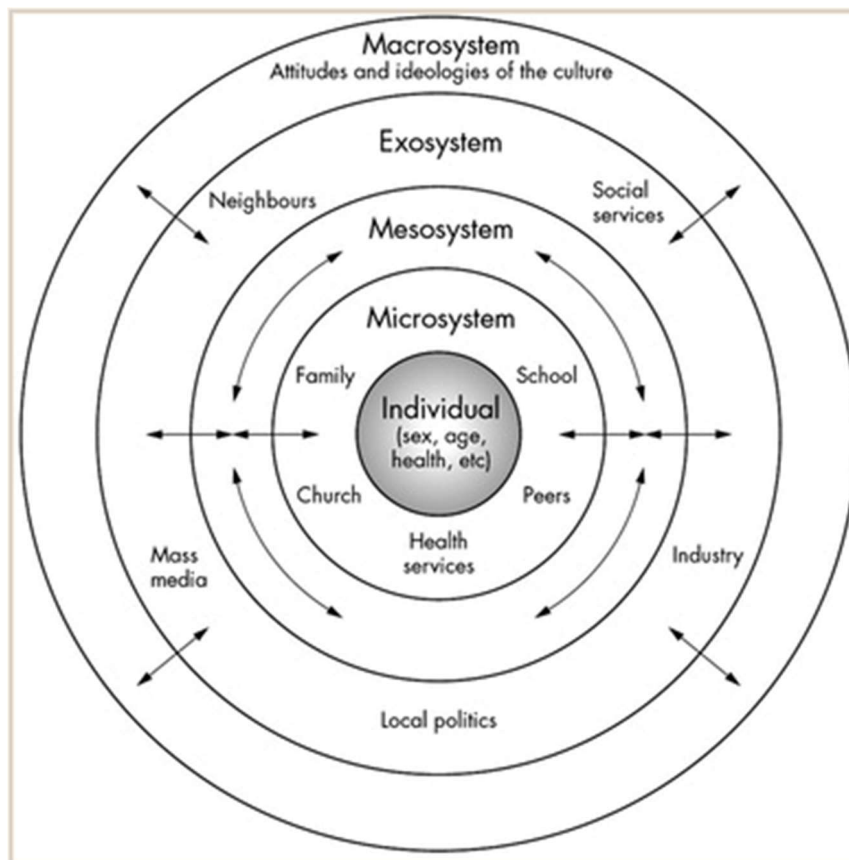 Macrosystem
Attitudes and ideologies of the culture
Exosystem
Neighbours
Social
services
Mesosystem
Microsystem
Family
School
Individual
(sex, age,
health, etc)
Church
Peers
Health
services
Mass
media
Industry
Local politics